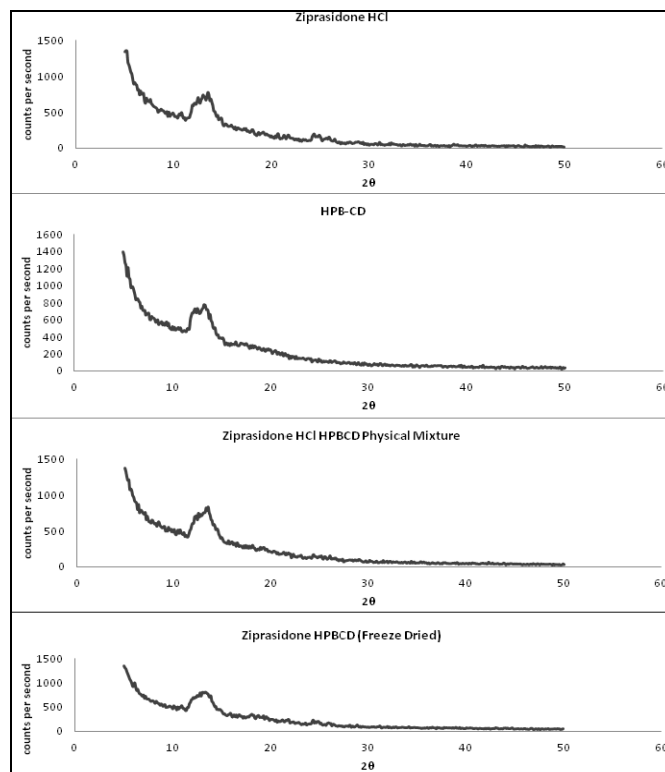 Ziprasidone HCl
1500
1000
500
0
counts per second
0 10 20 30 40 50 60
2θ
HPB-CD
1600
1400
1200
1000
800
600
400
200
0
counts per second
0 10 20 30 40 50 60
2θ
Ziprasidone HCl HPBCD Physical Mixture
1500
1000
500
0
counts per second
0 10 20 30 40 50 60
2θ
Ziprasidone HPBCD (Freeze Dried)
1500
1000
500
0
counts per second
0 10 20 30 40 50 60
2θ